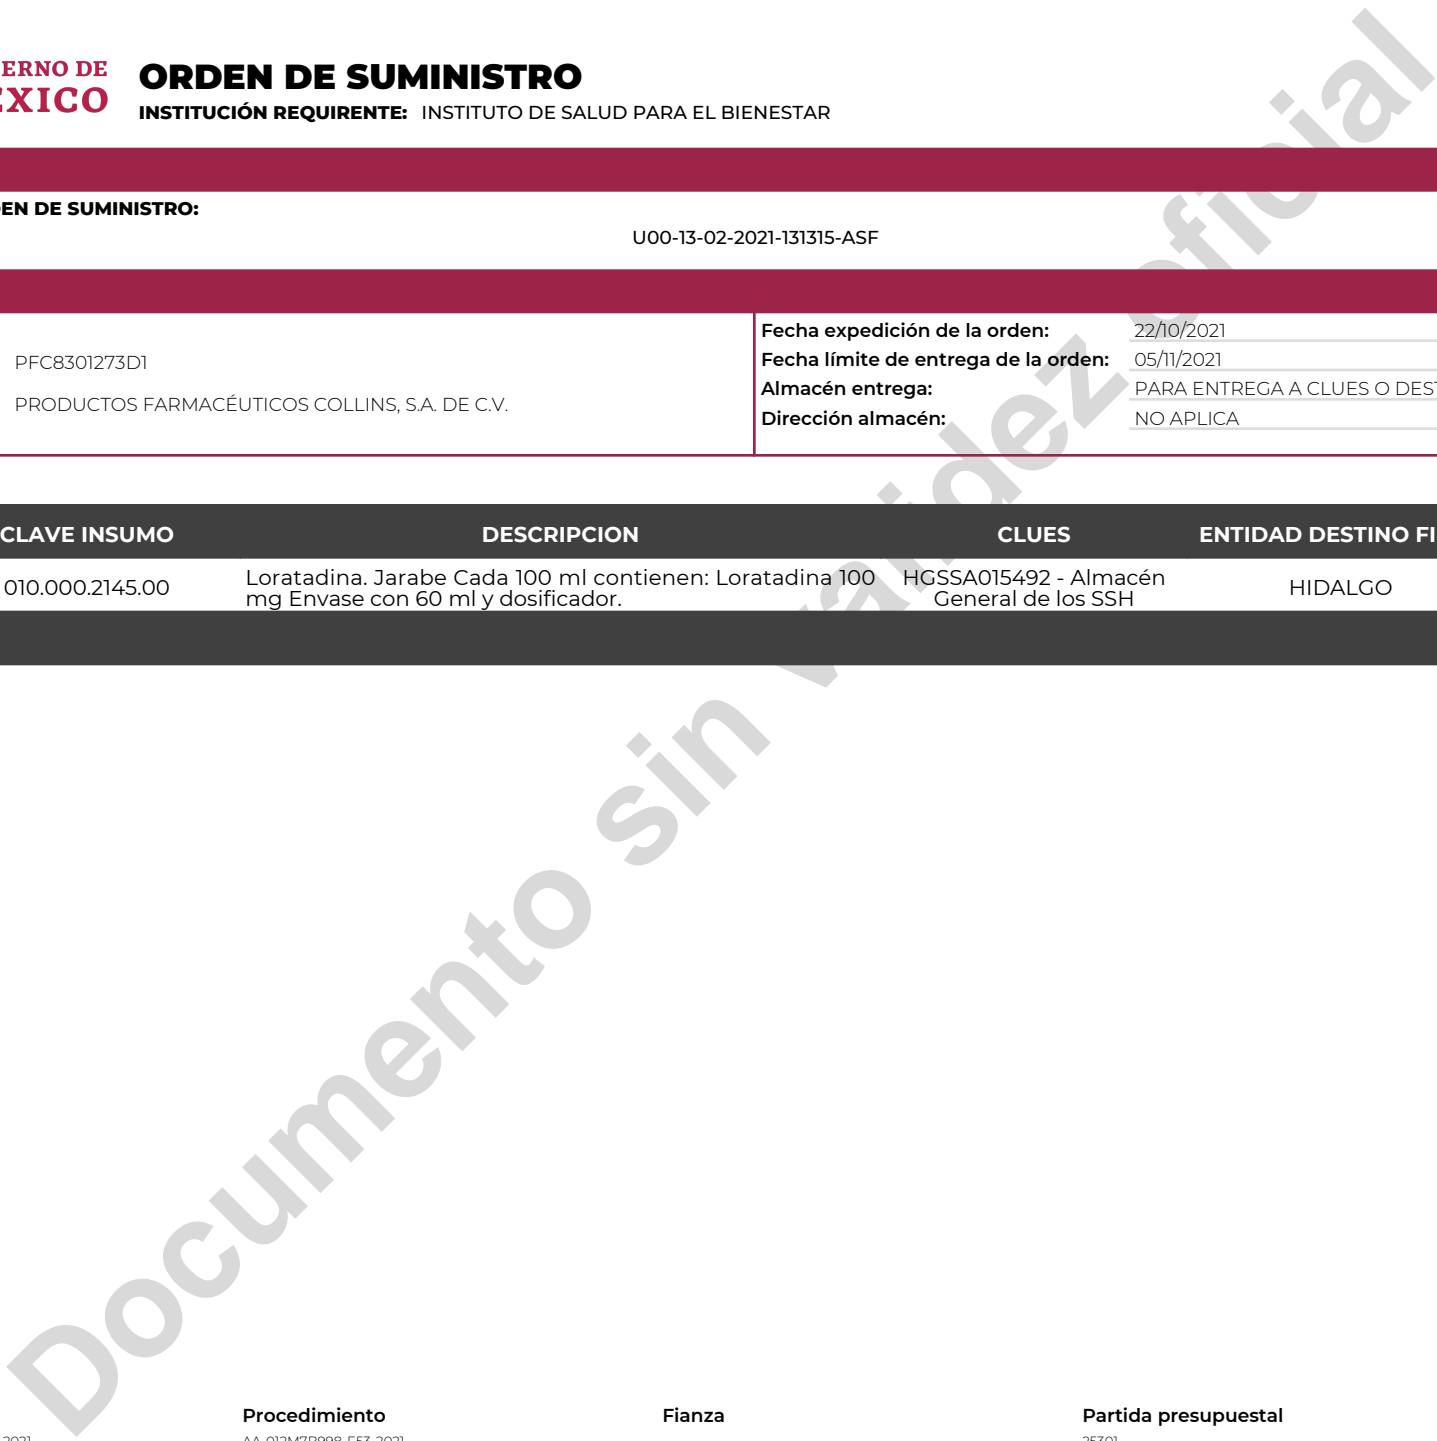 ERNO DE
XICO
ORDEN DE SUMINISTRO
INSTITUCIÓN REQUIRENTE: INSTITUTO DE SALUD PARA EL BIENESTAR
EN DE SUMINISTRO:
U00-13-02-2021-131315-ASF
PFC8301273D1
PRODUCTOS FARMACÉUTICOS COLLINS, S.A. DE C.V.
Fecha expedición de la orden: 22/10/2021
Fecha límite de entrega de la orden: 05/11/2021
Almacén entrega: PARA ENTREGA A CLUES O DEST
Dirección almacén: NO APLICA
CLAVE INSUMO DESCRIPCION CLUES ENTIDAD DESTINO FI
010.000.2145.00 Loratadina. Jarabe Cada 100 ml contienen: Loratadina 100 HGSSA015492 - Almacén HIDALGO
mg Envase con 60 ml y dosificador. General de los SSH
Documento sin validez oficial
Procedimiento Fianza Partida presupuestal